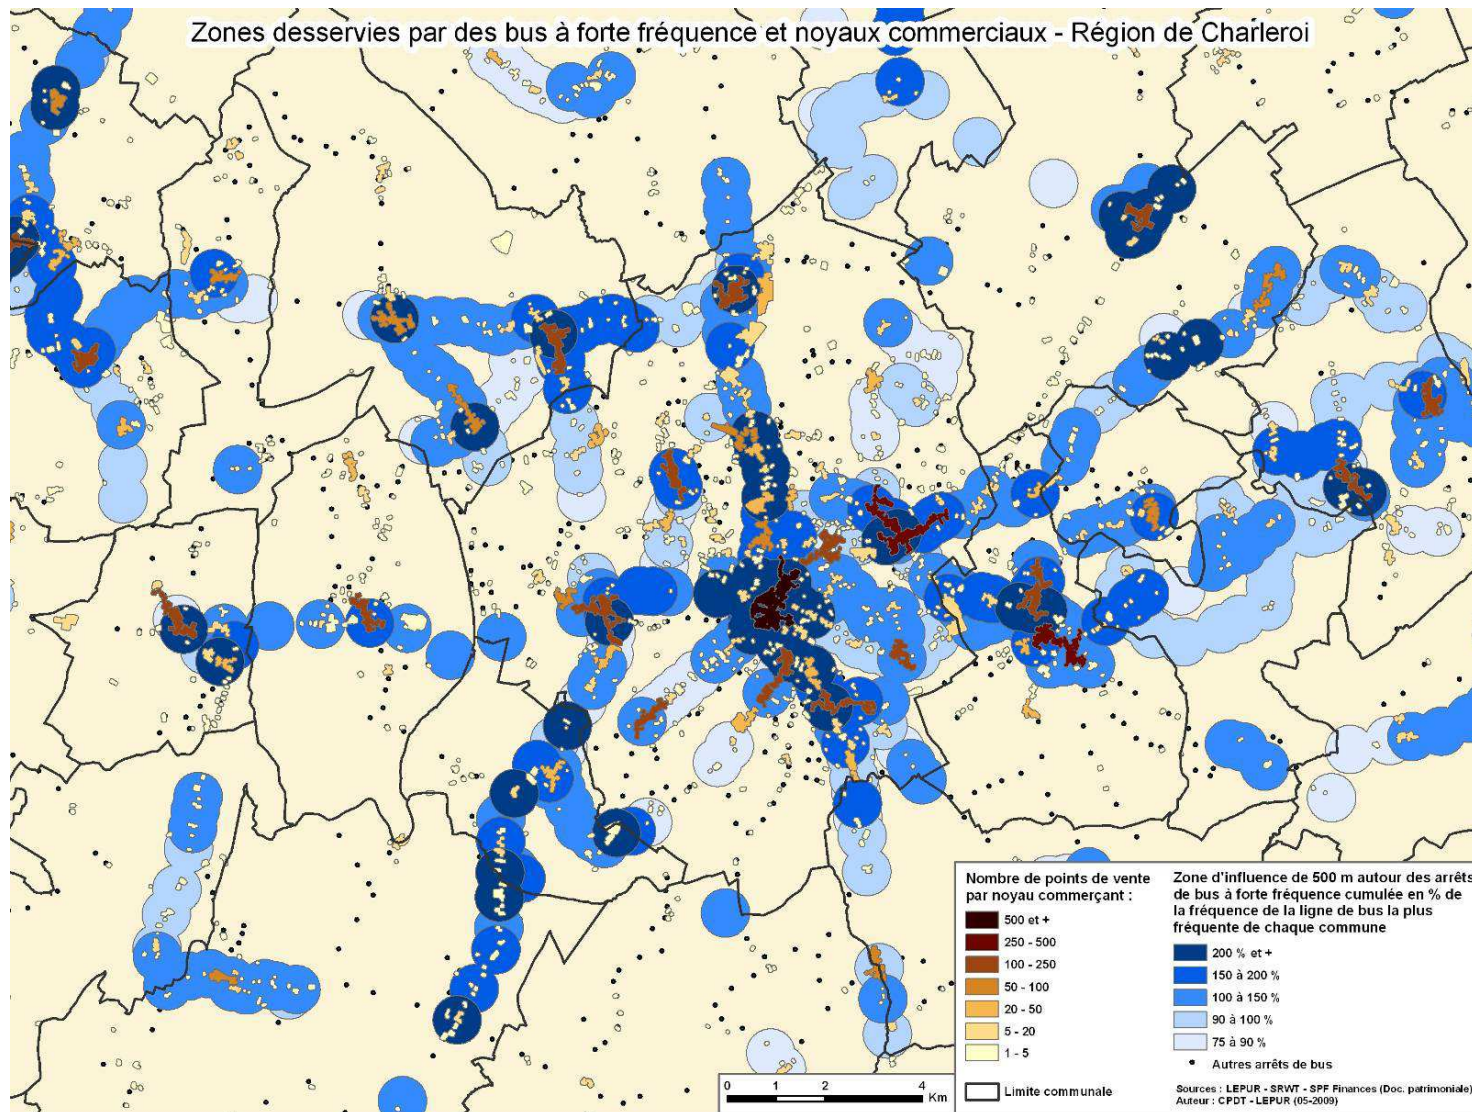 Zones desservies par des bus à forte fréquence et noyaux commerciaux - Région de Charleroi
Nombre de points de vente
par noyau commerçant :
500 et +
250 - 500
100 - 250
50 - 100
20 - 50
5 - 20
1 - 5
Limite communale
Zone d'influence de 500 m autour des arrêts
de bus à forte fréquence cumulée en % de
la fréquence de la ligne de bus la plus
fréquente de chaque commune
200 % et +
150 à 200 %
100 à 150 %
90 à 100 %
75 à 90 %
Autres arrêts de bus
Sources : LEPUR - SRWT - SPF Finances (Doc. patrimoniale)
Auteur : CPDT - LEPUR (05-2009)
0 1 2 4
Km